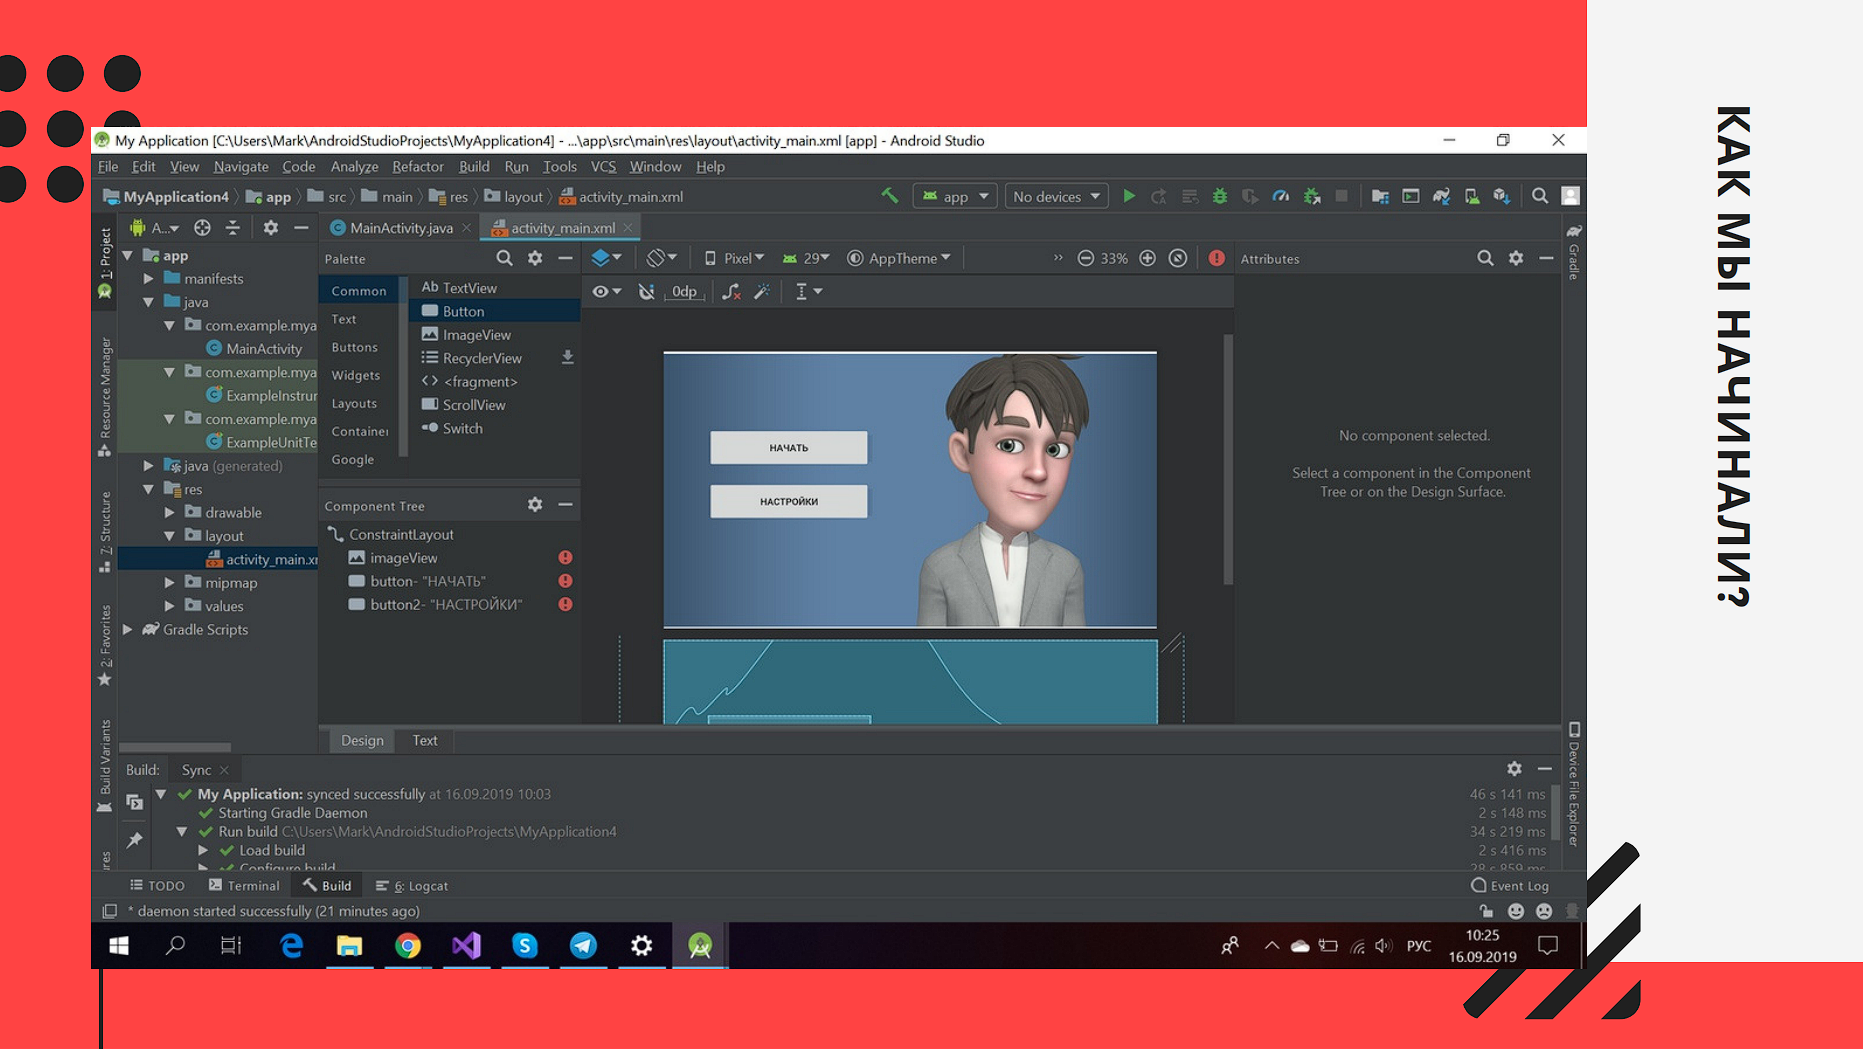 КАК МЫ НАЧИНАЛИ?
My Application [C:\Users\Mark\AndroidStudioProjects\MyApplication4] - ...\app\src\main\res\layout\activity_main.xml [app] - Android Studio
File Edit View Navigate Code Analyze Refactor Build Run Tools VCS Window Help
MyApplication4 app src main res layout activity_main.xml app No devices
A... MainActivity.java activity_main.xml
1: Project
Resource Manager
7: Structure
2: Favorites
Build Variants
app
manifests
java
com.example.mya
MainActivity
com.example.mya
ExampleInstrur
com.example.mya
ExampleUnitTe
java (generated)
res
drawable
layout
activity_main.x
mipmap
values
Gradle Scripts
Palette
Common
Text
Buttons
Widgets
Layouts
Container
Google
Ab TextView
Button
ImageView
RecyclerView
<> <fragment>
ScrollView
Switch
Component Tree
ConstraintLayout
imageView
button- "НАЧАТЬ"
button2- "НАСТРОЙКИ"
Pixel 29 AppTheme >> 33%
0dp
НАЧАТЬ
НАСТРОЙКИ
Attributes
No component selected.
Select a component in the Component
Tree or on the Design Surface.
Gradle
Device File Explorer
Design Text
Build: Sync
My Application: synced successfully at 16.09.2019 10:03 46 s 141 ms
Starting Gradle Daemon 2 s 148 ms
Run build C:\Users\Mark\AndroidStudioProjects\MyApplication4 34 s 219 ms
Load build 2 s 416 ms
Configure build 28 s 859 ms
TODO Terminal Build 6: Logcat Event Log
* daemon started successfully (21 minutes ago)
РУС
10:25
16.09.2019